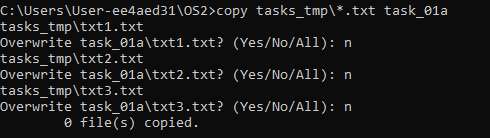 C:\Users\User-ee4aed31\OS2>copy tasks_tmp\*.txt task_01a
tasks_tmp\txt1.txt
Overwrite task_01a\txt1.txt? (Yes/No/All): n
tasks_tmp\txt2.txt
Overwrite task_01a\txt2.txt? (Yes/No/All): n
tasks_tmp\txt3.txt
Overwrite task_01a\txt3.txt? (Yes/No/All): n
        0 file(s) copied.